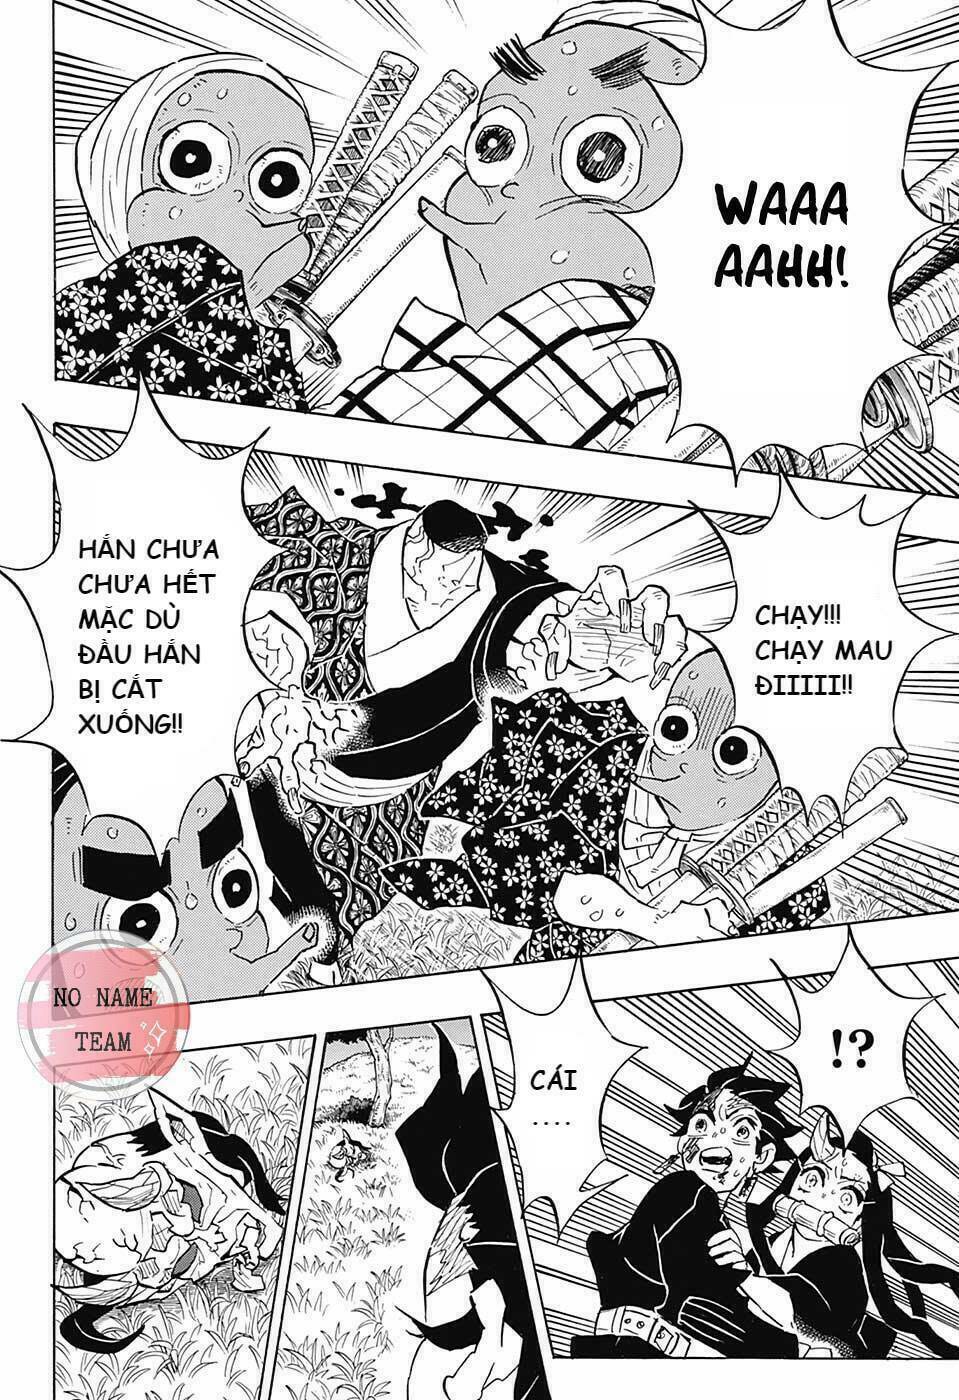 WAAA
AAHH!
CHẠY!!!
CHẠY MAU
ĐIIIII!!
HẮN CHƯA
CHƯA HẾT
MẶC DÙ
ĐẦU HẮN
BỊ CẮT
XUỐNG!!
!?
CÁI
....
NO NAME
TEAM